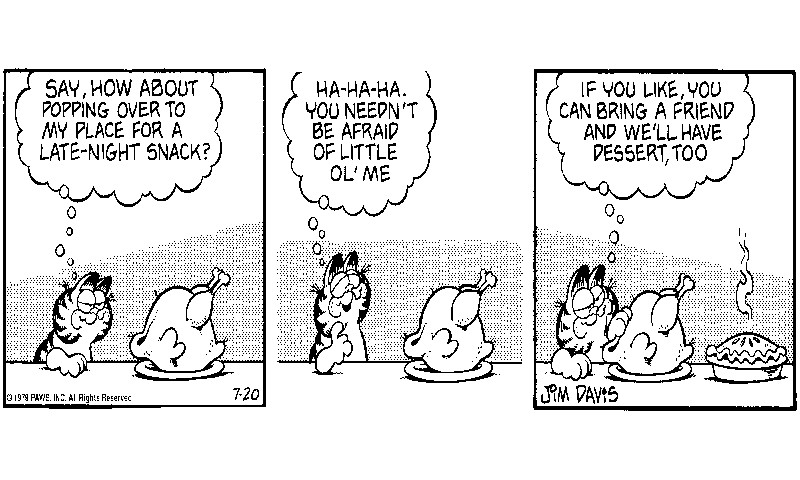 SAY, HOW ABOUT
POPPING OVER TO
MY PLACE FOR A
LATE-NIGHT SNACK?
© 1979 PAWS, INC. All Rights Reserved
7-20
HA-HA-HA.
YOU NEEDN'T
BE AFRAID
OF LITTLE
OL' ME
IF YOU LIKE, YOU
CAN BRING A FRIEND
AND WE'LL HAVE
DESSERT, TOO
JIM DAVIS